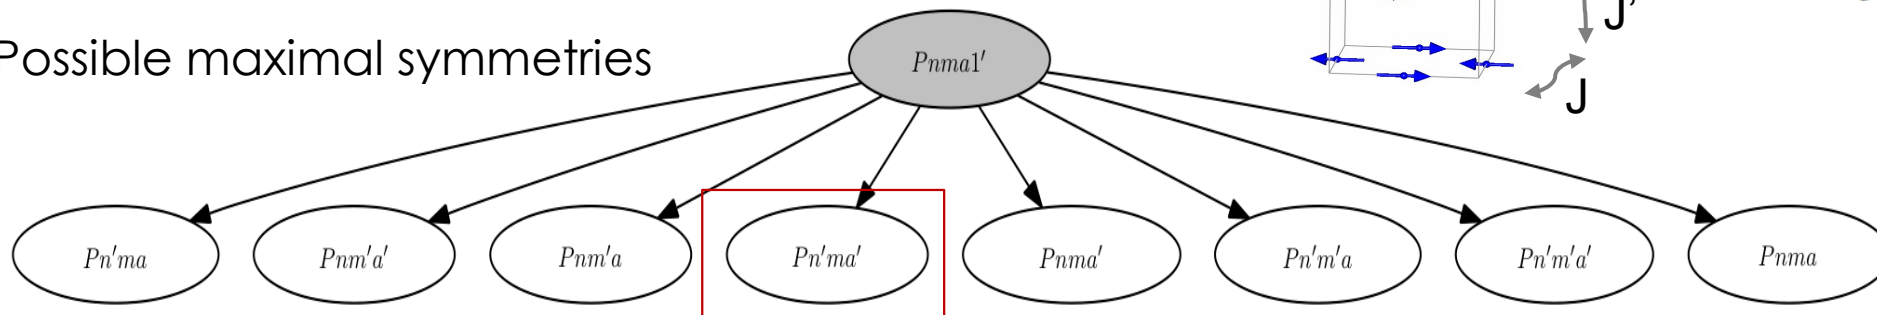 Possible maximal symmetries
Pnma1′
J′
J
Pn′ma
Pnm′a′
Pnm′a
Pn′ma′
Pnma′
Pn′m′a
Pn′m′a′
Pnma